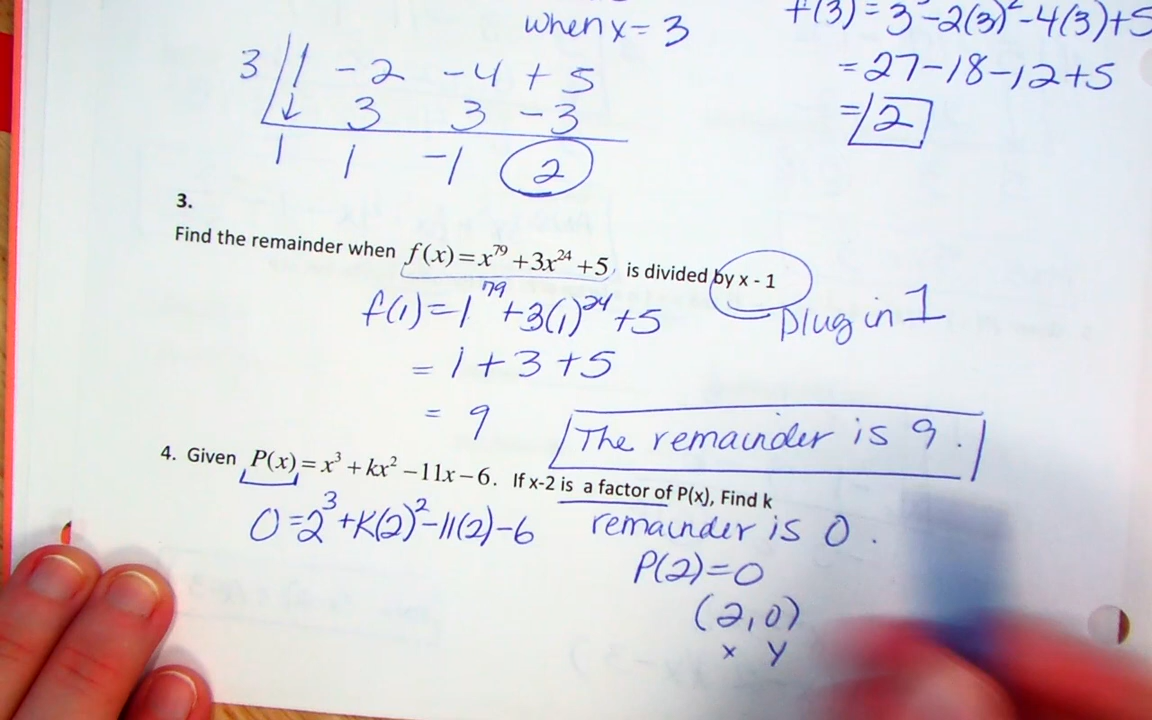 when x = 3
f(3) = 3³-2(3)²-4(3)+5
= 27-18-12+5
= 2
3 1 -2 -4 +5
↓ 3 3 -3
1 1 -1 2
3.
Find the remainder when f(x)=x⁷⁹+3x²⁴+5, is divided by x - 1
f(1)=1⁷⁹+3(1)²⁴+5
plug in 1
= 1+3+5
= 9
The remainder is 9.
4. Given P(x)=x³+kx²-11x-6. If x-2 is a factor of P(x), Find k
0=2³+k(2)²-11(2)-6
remainder is 0.
P(2)=0
(2,0)
x y